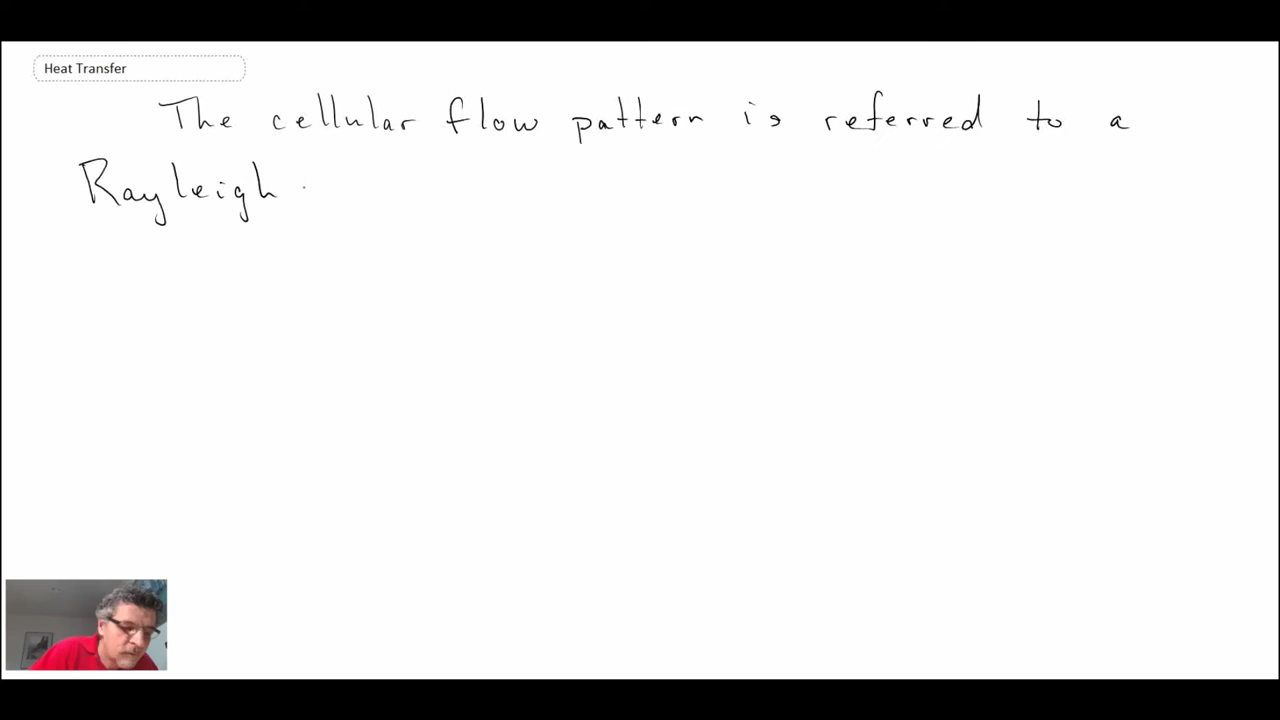 Heat Transfer
The cellular flow pattern is referred to a
Rayleigh